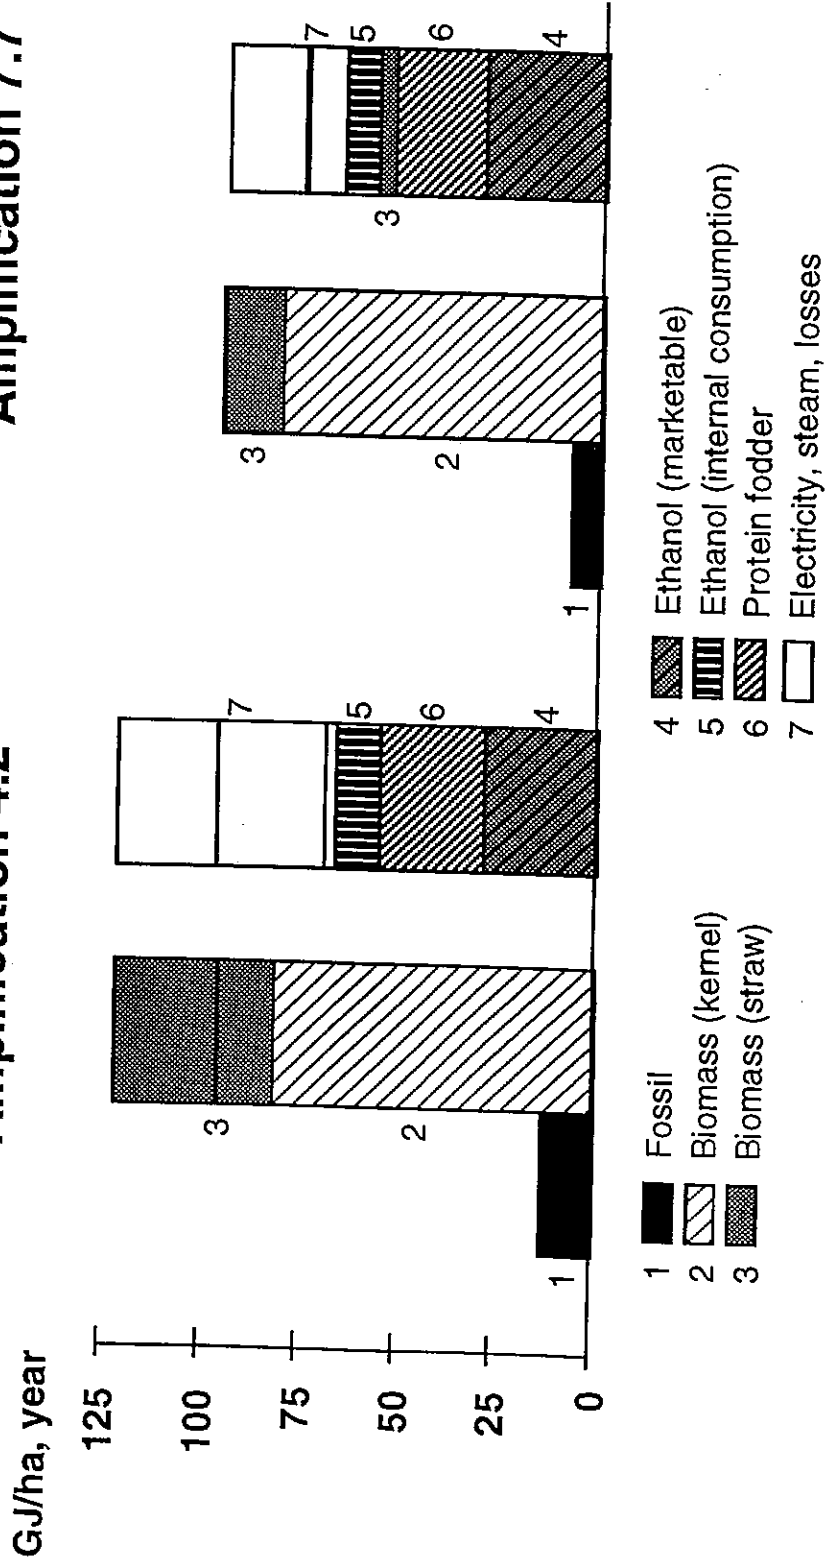 Amplification 4.2
Amplification 7.7
GJ/ha, year
125
100
75
50
25
0
3
2
1
7
5
6
4
3
2
1
7
5
3
6
4
1 Fossil
2 Biomass (kernel)
3 Biomass (straw)
4 Ethanol (marketable)
5 Ethanol (internal consumption)
6 Protein fodder
7 Electricity, steam, losses